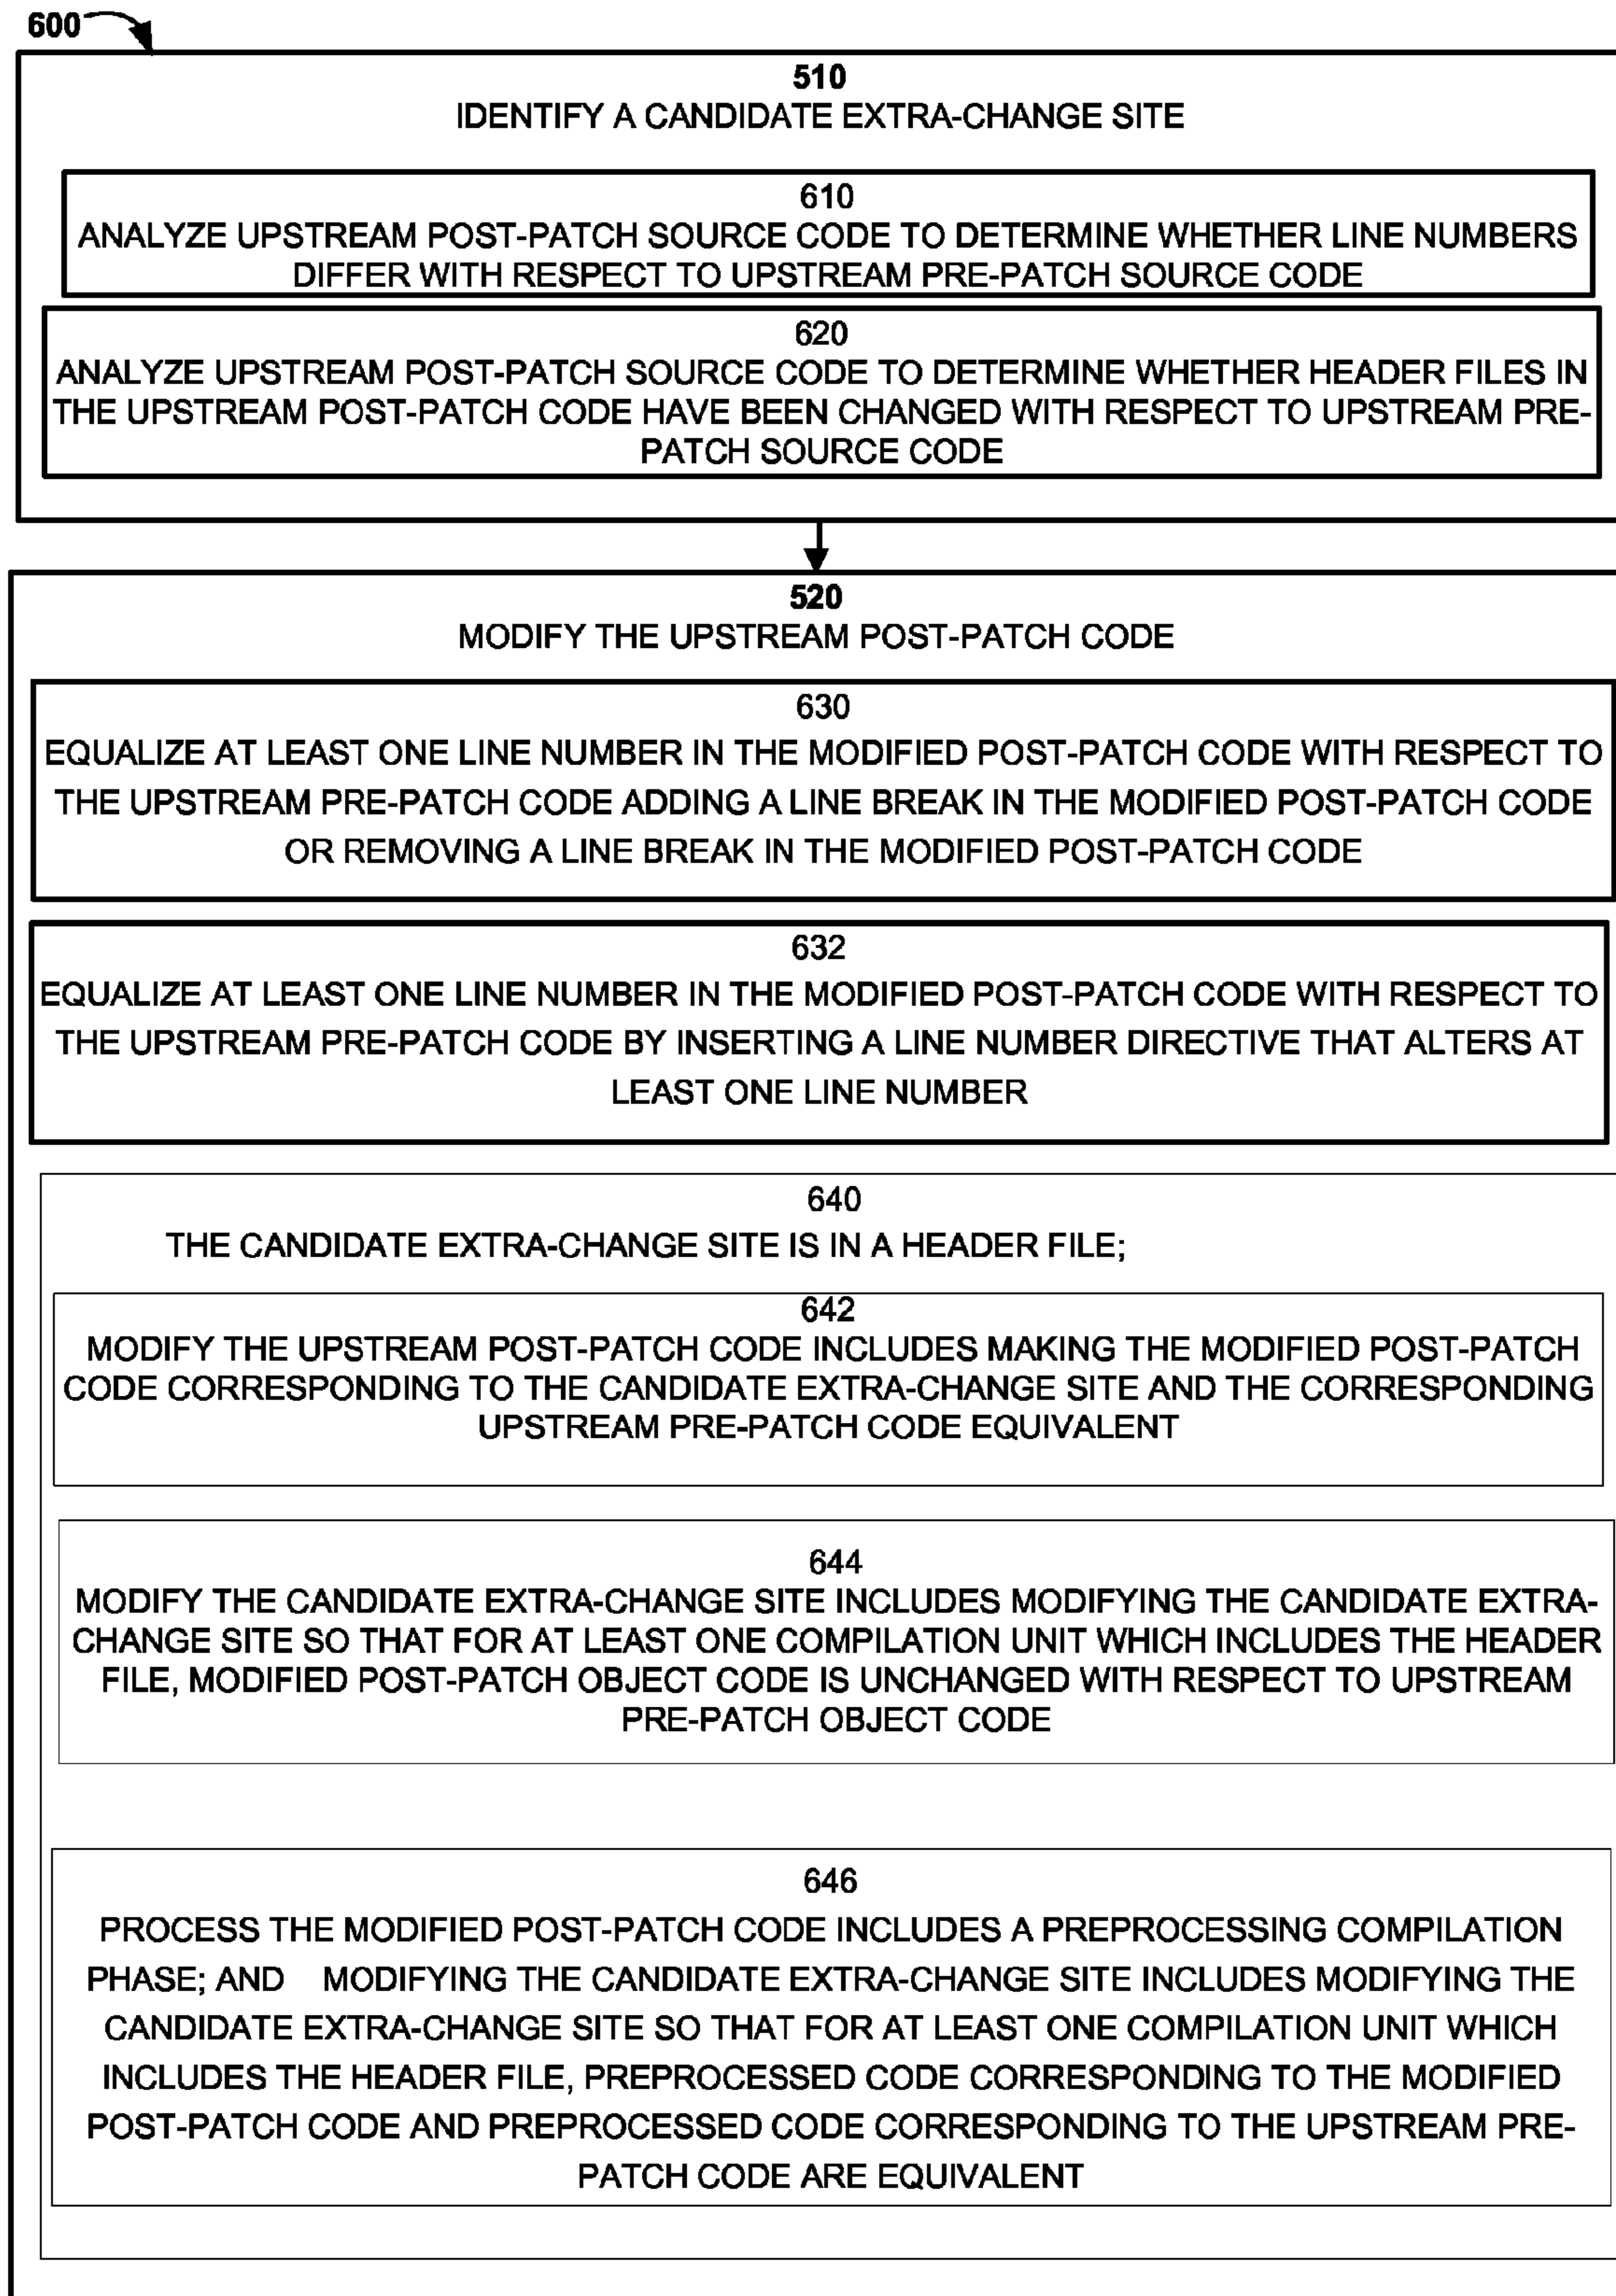 600
510
IDENTIFY A CANDIDATE EXTRA-CHANGE SITE
610
ANALYZE UPSTREAM POST-PATCH SOURCE CODE TO DETERMINE WHETHER LINE NUMBERS
DIFFER WITH RESPECT TO UPSTREAM PRE-PATCH SOURCE CODE
620
ANALYZE UPSTREAM POST-PATCH SOURCE CODE TO DETERMINE WHETHER HEADER FILES IN
THE UPSTREAM POST-PATCH CODE HAVE BEEN CHANGED WITH RESPECT TO UPSTREAM PRE-
PATCH SOURCE CODE
520
MODIFY THE UPSTREAM POST-PATCH CODE
630
EQUALIZE AT LEAST ONE LINE NUMBER IN THE MODIFIED POST-PATCH CODE WITH RESPECT TO
THE UPSTREAM PRE-PATCH CODE ADDING A LINE BREAK IN THE MODIFIED POST-PATCH CODE
OR REMOVING A LINE BREAK IN THE MODIFIED POST-PATCH CODE
632
EQUALIZE AT LEAST ONE LINE NUMBER IN THE MODIFIED POST-PATCH CODE WITH RESPECT TO
THE UPSTREAM PRE-PATCH CODE BY INSERTING A LINE NUMBER DIRECTIVE THAT ALTERS AT
LEAST ONE LINE NUMBER
640
THE CANDIDATE EXTRA-CHANGE SITE IS IN A HEADER FILE;
642
MODIFY THE UPSTREAM POST-PATCH CODE INCLUDES MAKING THE MODIFIED POST-PATCH
CODE CORRESPONDING TO THE CANDIDATE EXTRA-CHANGE SITE AND THE CORRESPONDING
UPSTREAM PRE-PATCH CODE EQUIVALENT
644
MODIFY THE CANDIDATE EXTRA-CHANGE SITE INCLUDES MODIFYING THE CANDIDATE EXTRA-
CHANGE SITE SO THAT FOR AT LEAST ONE COMPILATION UNIT WHICH INCLUDES THE HEADER
FILE, MODIFIED POST-PATCH OBJECT CODE IS UNCHANGED WITH RESPECT TO UPSTREAM
PRE-PATCH OBJECT CODE
646
PROCESS THE MODIFIED POST-PATCH CODE INCLUDES A PREPROCESSING COMPILATION
PHASE; AND MODIFYING THE CANDIDATE EXTRA-CHANGE SITE INCLUDES MODIFYING THE
CANDIDATE EXTRA-CHANGE SITE SO THAT FOR AT LEAST ONE COMPILATION UNIT WHICH
INCLUDES THE HEADER FILE, PREPROCESSED CODE CORRESPONDING TO THE MODIFIED
POST-PATCH CODE AND PREPROCESSED CODE CORRESPONDING TO THE UPSTREAM PRE-
PATCH CODE ARE EQUIVALENT